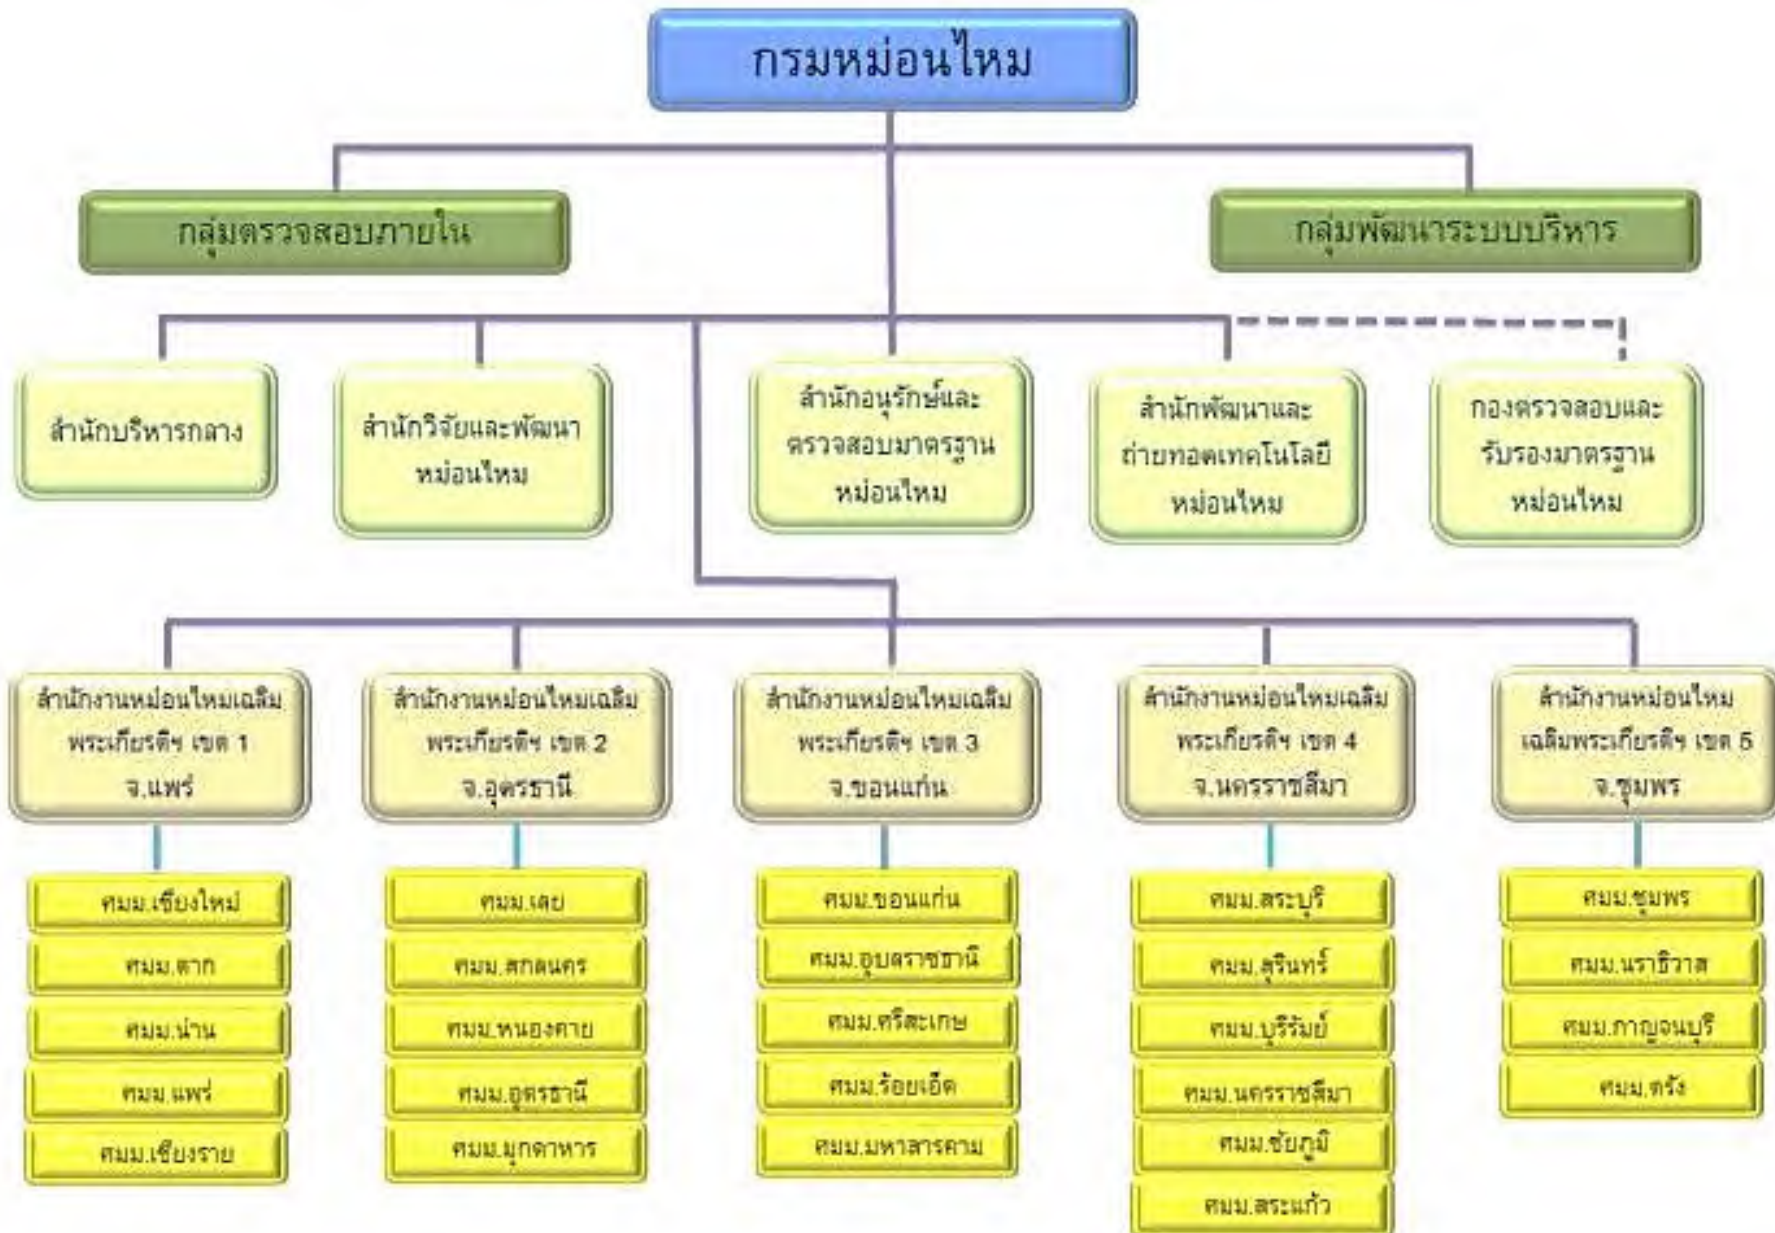 กรมหม่อนไหม
กลุ่มตรวจสอบภายใน
กลุ่มพัฒนาระบบบริหาร
สำนักบริหารกลาง
สำนักวิจัยและพัฒนา
หม่อนไหม
สำนักอนุรักษ์และ
ตรวจสอบมาตรฐาน
หม่อนไหม
สำนักพัฒนาและ
ถ่ายทอดเทคโนโลยี
หม่อนไหม
กองตรวจสอบและ
รับรองมาตรฐาน
หม่อนไหม
สำนักงานหม่อนไหมเฉลิม
พระเกียรติฯ เขต 1
จ.แพร่
สำนักงานหม่อนไหมเฉลิม
พระเกียรติฯ เขต 2
จ.อุดรธานี
สำนักงานหม่อนไหมเฉลิม
พระเกียรติฯ เขต 3
จ.ขอนแก่น
สำนักงานหม่อนไหมเฉลิม
พระเกียรติฯ เขต 4
จ.นครราชสีมา
สำนักงานหม่อนไหม
เฉลิมพระเกียรติฯ เขต 5
จ.ชุมพร
ศมม.เชียงใหม่
ศมม.ตาก
ศมม.น่าน
ศมม.แพร่
ศมม.เชียงราย
ศมม.เลย
ศมม.สกลนคร
ศมม.หนองคาย
ศมม.อุดรธานี
ศมม.มุกดาหาร
ศมม.ขอนแก่น
ศมม.อุบลราชธานี
ศมม.ศรีสะเกษ
ศมม.ร้อยเอ็ด
ศมม.มหาสารคาม
ศมม.สระบุรี
ศมม.สุรินทร์
ศมม.บุรีรัมย์
ศมม.นครราชสีมา
ศมม.ชัยภูมิ
ศมม.สระแก้ว
ศมม.ชุมพร
ศมม.นราธิวาส
ศมม.กาญจนบุรี
ศมม.ตรัง